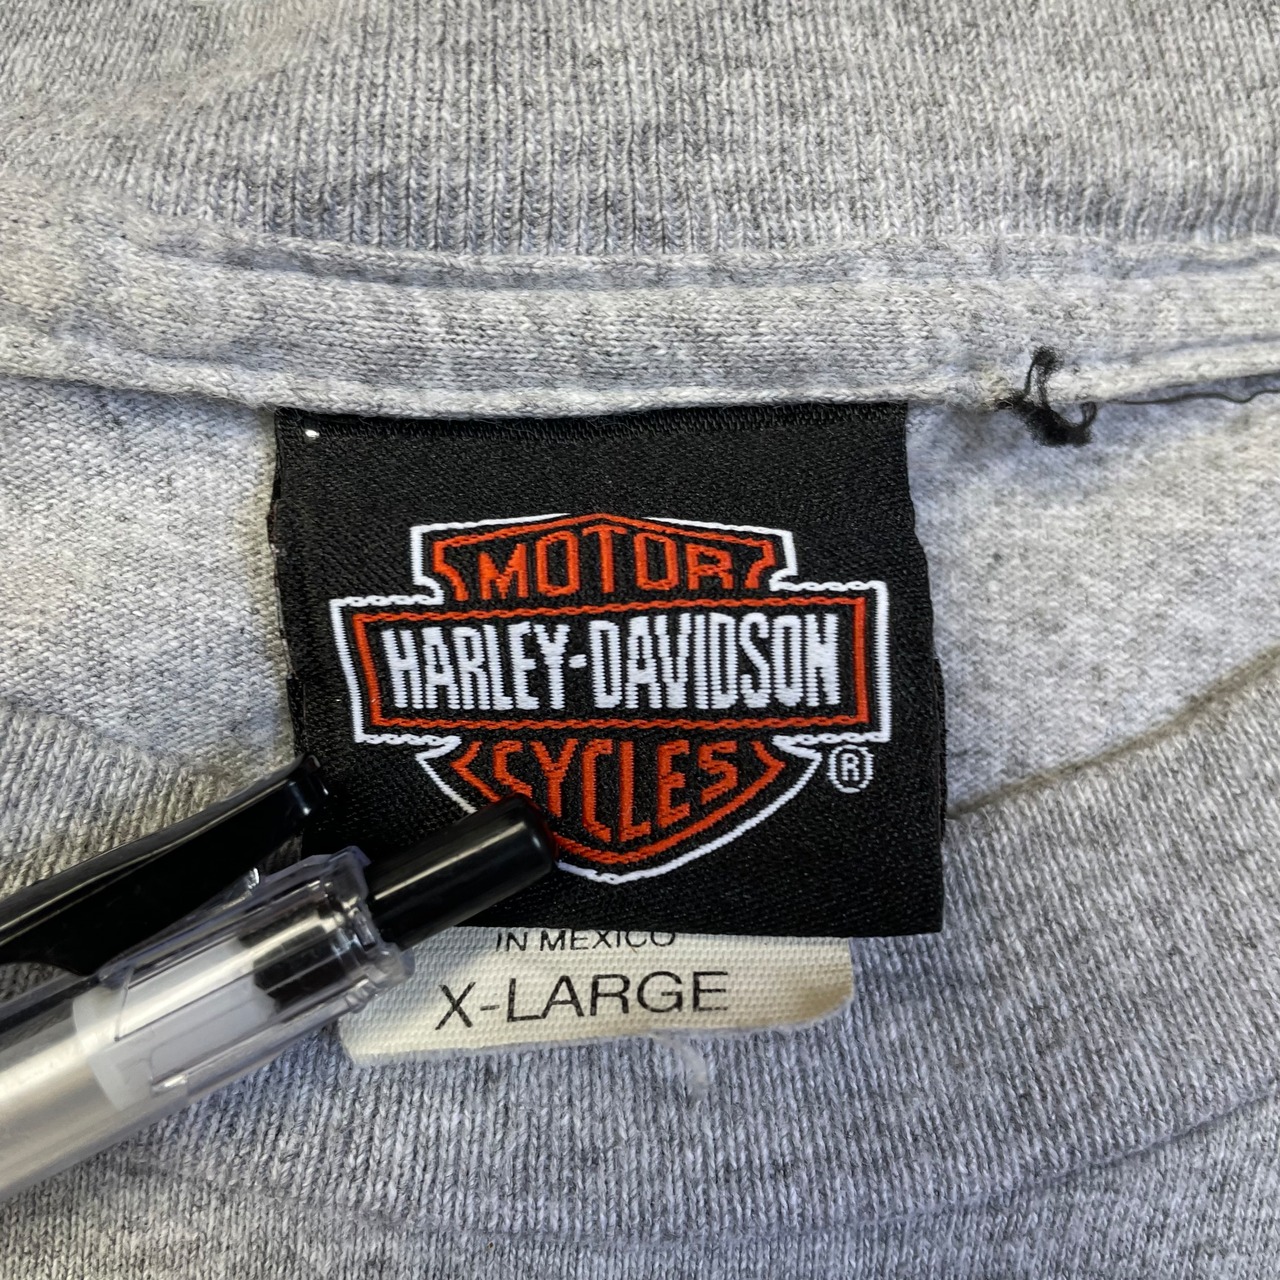 MOTOR
HARLEY-DAVIDSON
CYCLES
®
IN MEXICO
X-LARGE